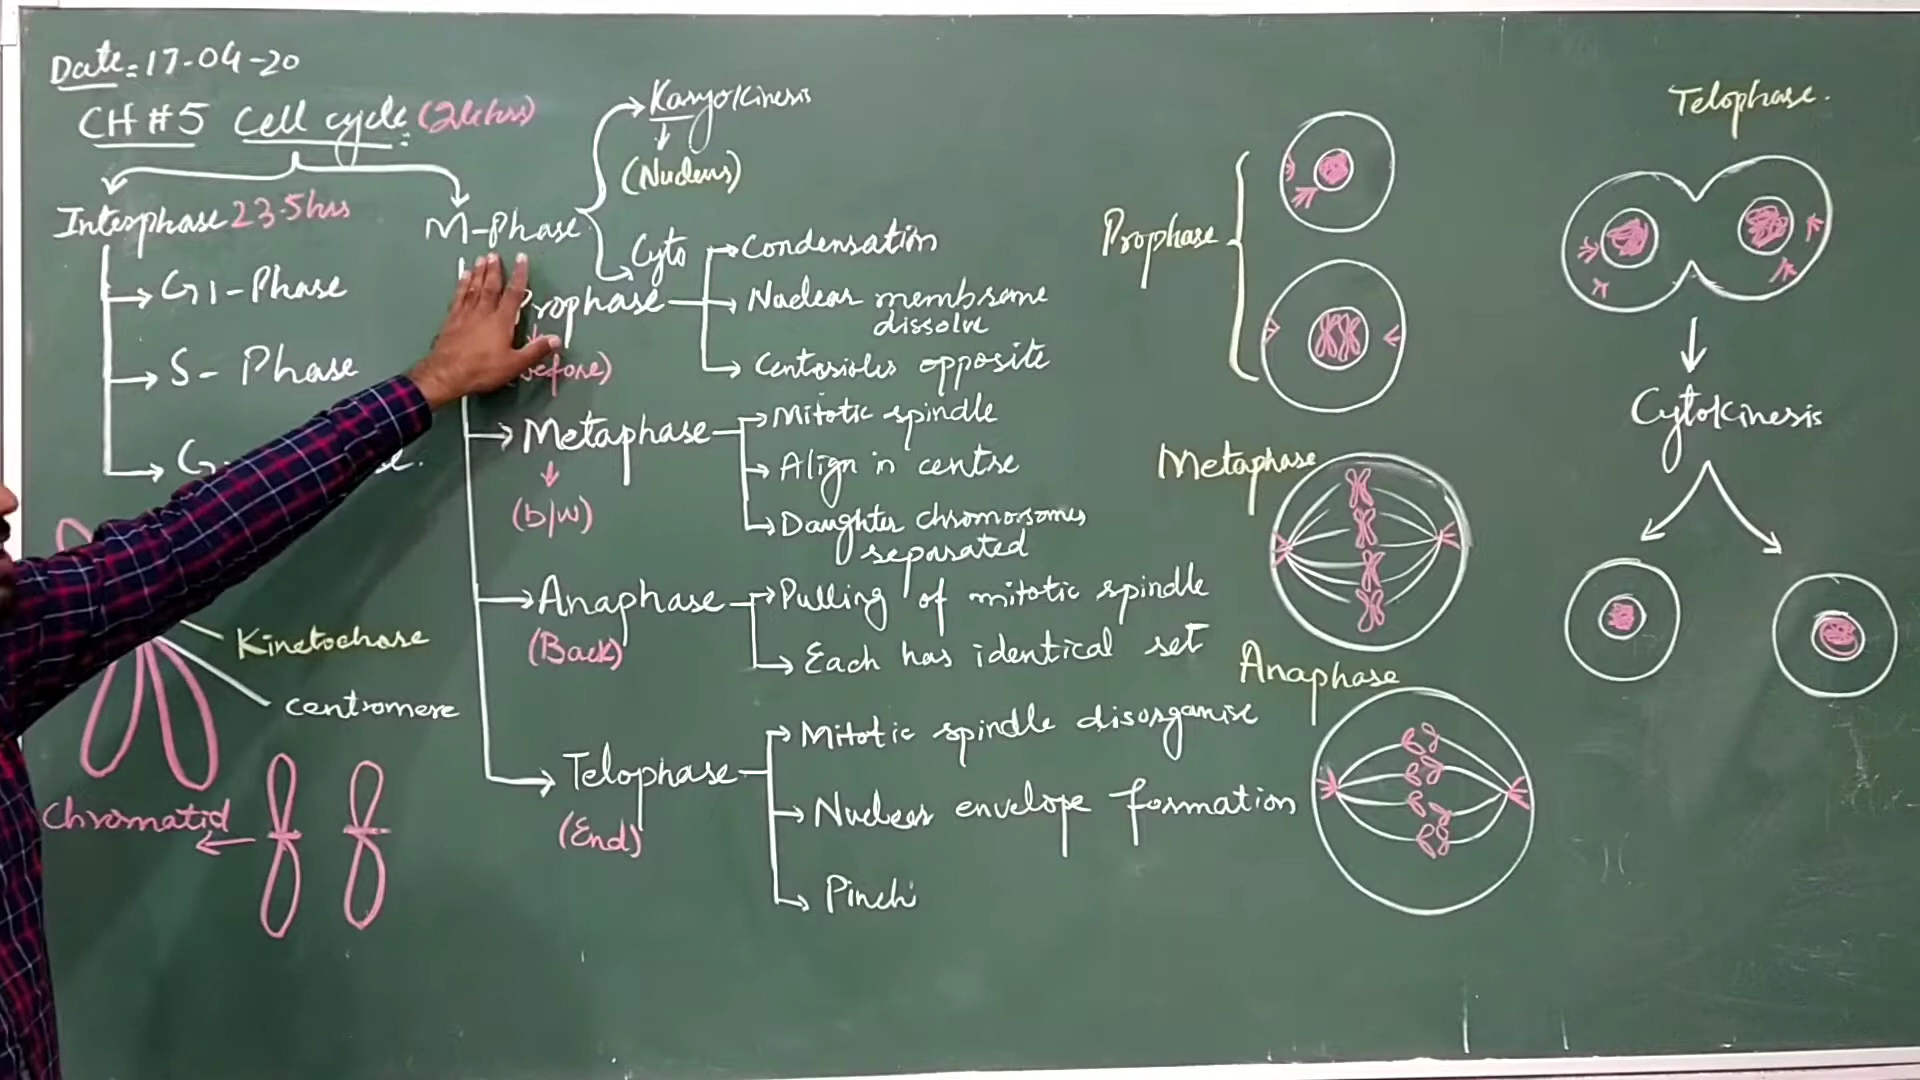 Date:17-04-20
CH #5 Cell cycle (24hrs)
Interphase 23.5hrs
G1-Phase
S- Phase
M-Phase
Karyokinesis
(Nucleus)
Cyto
Prophase
(before)
Condensation
Nuclear membrame
dissolve
Centerioles opposite
Metaphase
(b/w)
Mitotic spindle
Align in centre
Daughter chromosomes
separated
Anaphase
(Back)
Pulling of mitotic spindle
Each has identical set
Telophase
(End)
Mitotic spindle disorganise
Nuclear envelope formation
Pinch
Kinetochore
centromere
Chromatid
Prophase
Metaphase
Anaphase
Telophase.
Cytokinesis